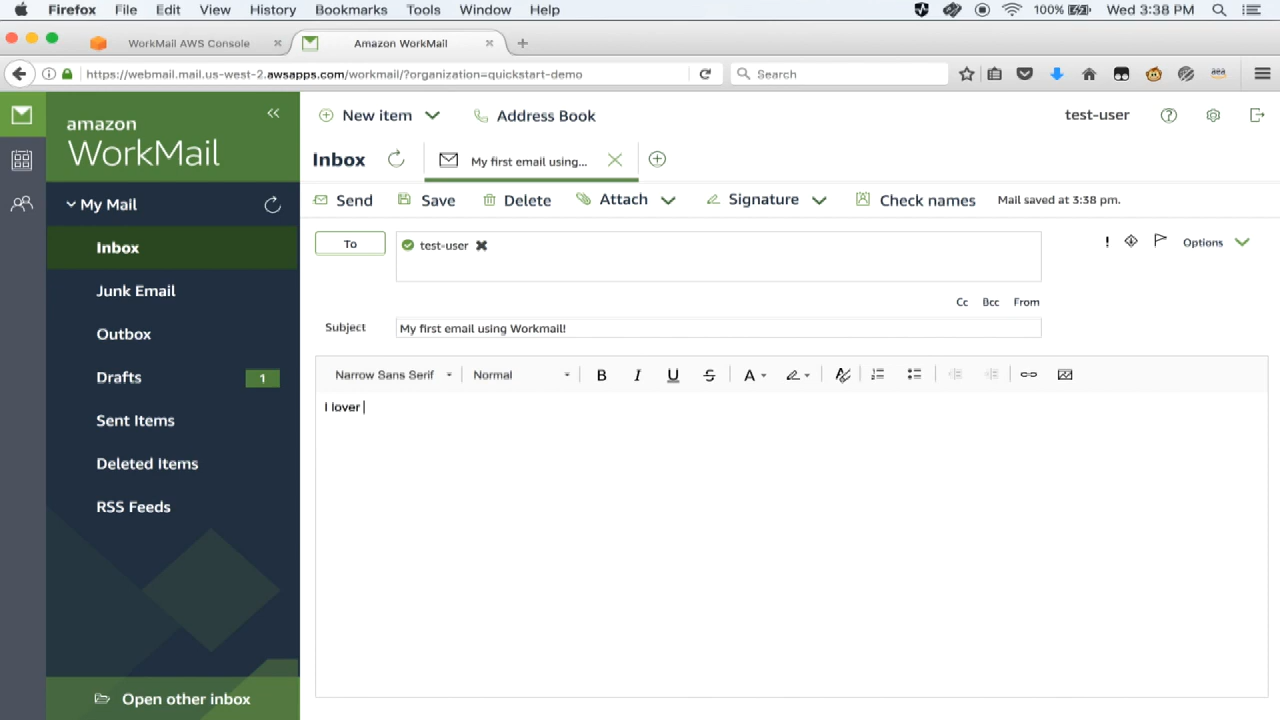 Firefox File Edit View History Bookmarks Tools Window Help 100% Wed 3:38 PM
WorkMail AWS Console Amazon WorkMail
https://webmail.mail.us-west-2.awsapps.com/workmail/?organization=quickstart-demo Search
amazon
WorkMail
New item Address Book test-user
Inbox My first email using...
My Mail
Send Save Delete Attach Signature Check names Mail saved at 3:38 pm.
Inbox
Junk Email
Outbox
Drafts 1
Sent Items
Deleted Items
RSS Feeds
Open other inbox
To test-user Options
Cc Bcc From
Subject My first email using Workmail!
Narrow Sans Serif Normal B I U S A
I lover